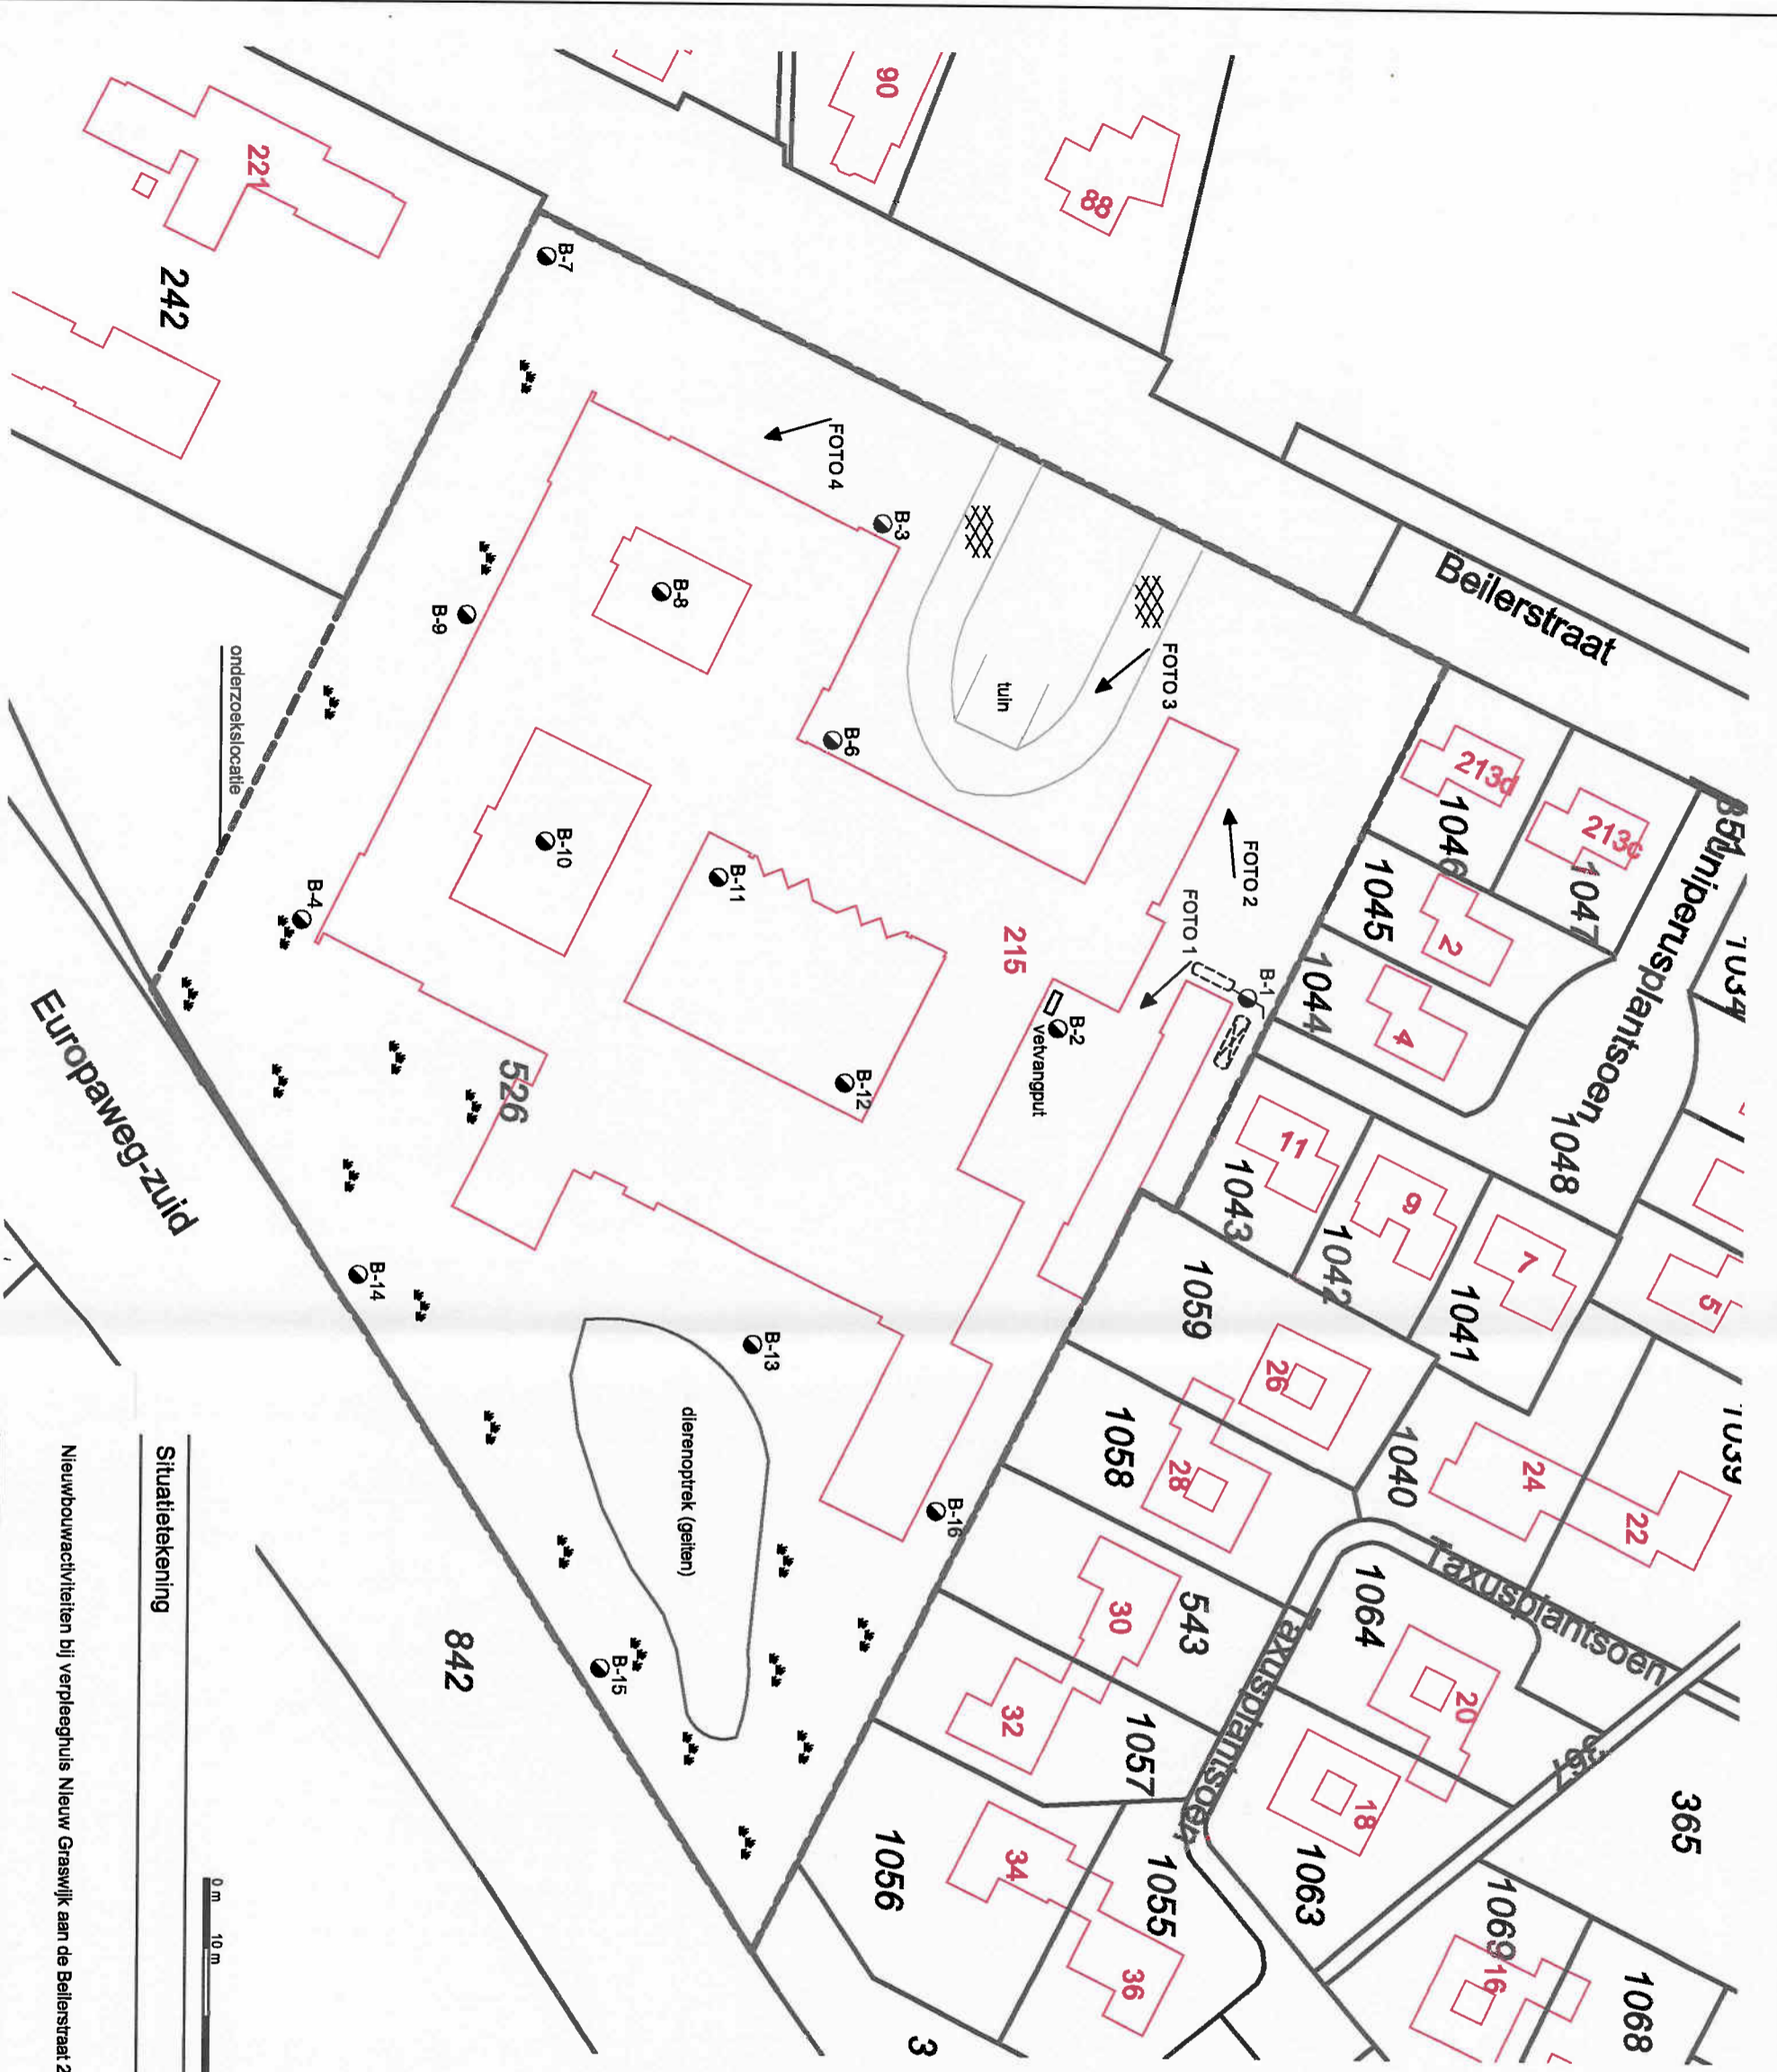 90
88
221
242
B-7
FOTO 4
B-3
B-8
B-9
onderzoekslocatie
tuin
FOTO 3
B-6
FOTO 2
FOTO 1
B-10
B-11
B-4
215
B-1
B-2
vetvangput
B-12
526
B-14
B-13
dierenoptrek (geiten)
B-16
B-15
Beilerstraat
Juniperusplantsoen
Europaweg-zuid
Taxusplantsoen
Taxusplantsoen
213d
1046
213c
1047
1045
2
1044
4
1034
1048
11
1043
9
1042
7
1041
5
1039
1059
26
1058
28
1040
24
22
543
30
32
1057
1064
20
18
1063
367
365
1056
34
1055
36
1069
16
1068
3
842
Situatietekening
0 m 10 m
Nieuwbouwactiviteiten bij verpleeghuis Nieuw Graswijk aan de Beilerstraat 2